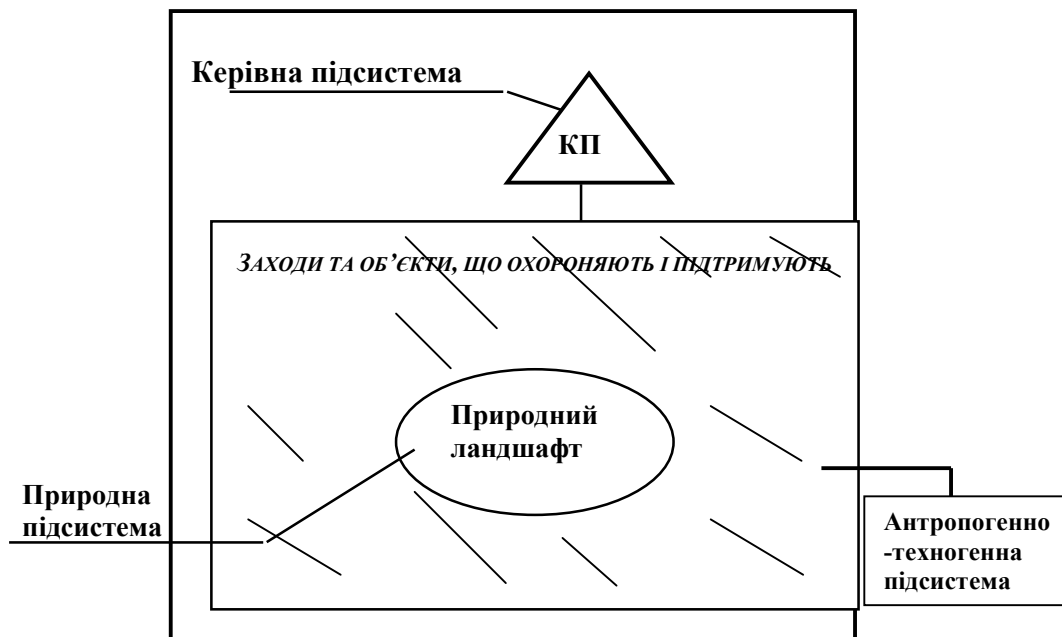 Керівна підсистема
КП
ЗАХОДИ ТА ОБ’ЄКТИ, ЩО ОХОРОНЯЮТЬ І ПІДТРИМУЮТЬ
Природний
ландшафт
Природна
підсистема
Антропогенно
-техногенна
підсистема